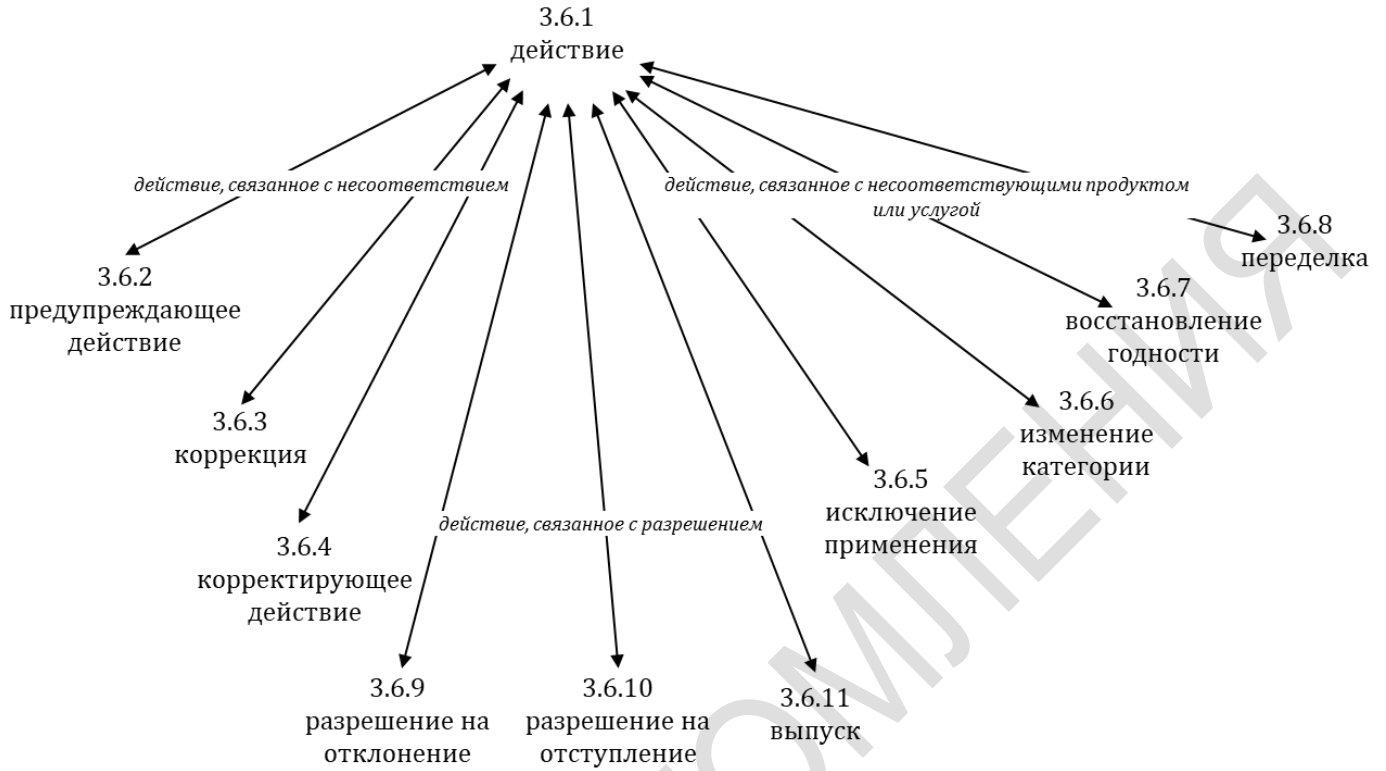 3.6.1
действие
действие, связанное с несоответствием
действие, связанное с несоответствующими продуктом
или услугой
3.6.2
предупреждающее
действие
3.6.8
переделка
3.6.7
восстановление
годности
3.6.3
коррекция
3.6.6
изменение
категории
3.6.5
исключение
применения
действие, связанное с разрешением
3.6.4
корректирующее
действие
3.6.9
разрешение на
отклонение
3.6.10
разрешение на
отступление
3.6.11
выпуск
ОМЛЕНИЯ